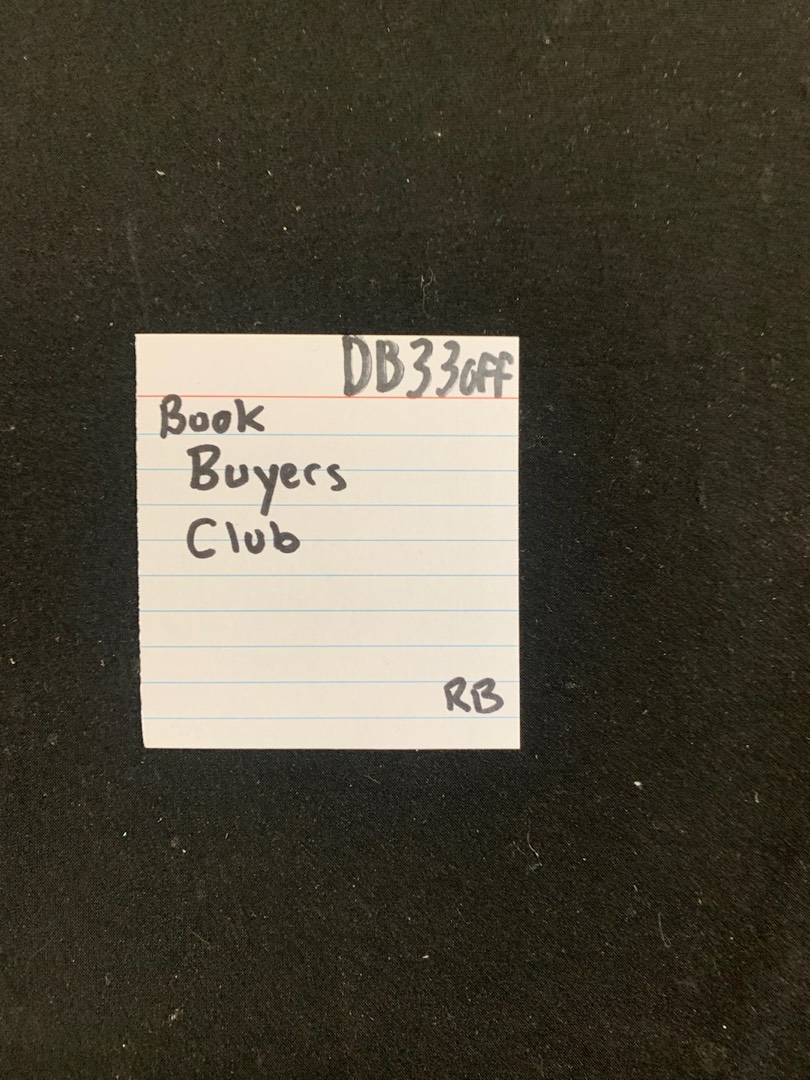 DB33off
Book
Buyers
Club
RB